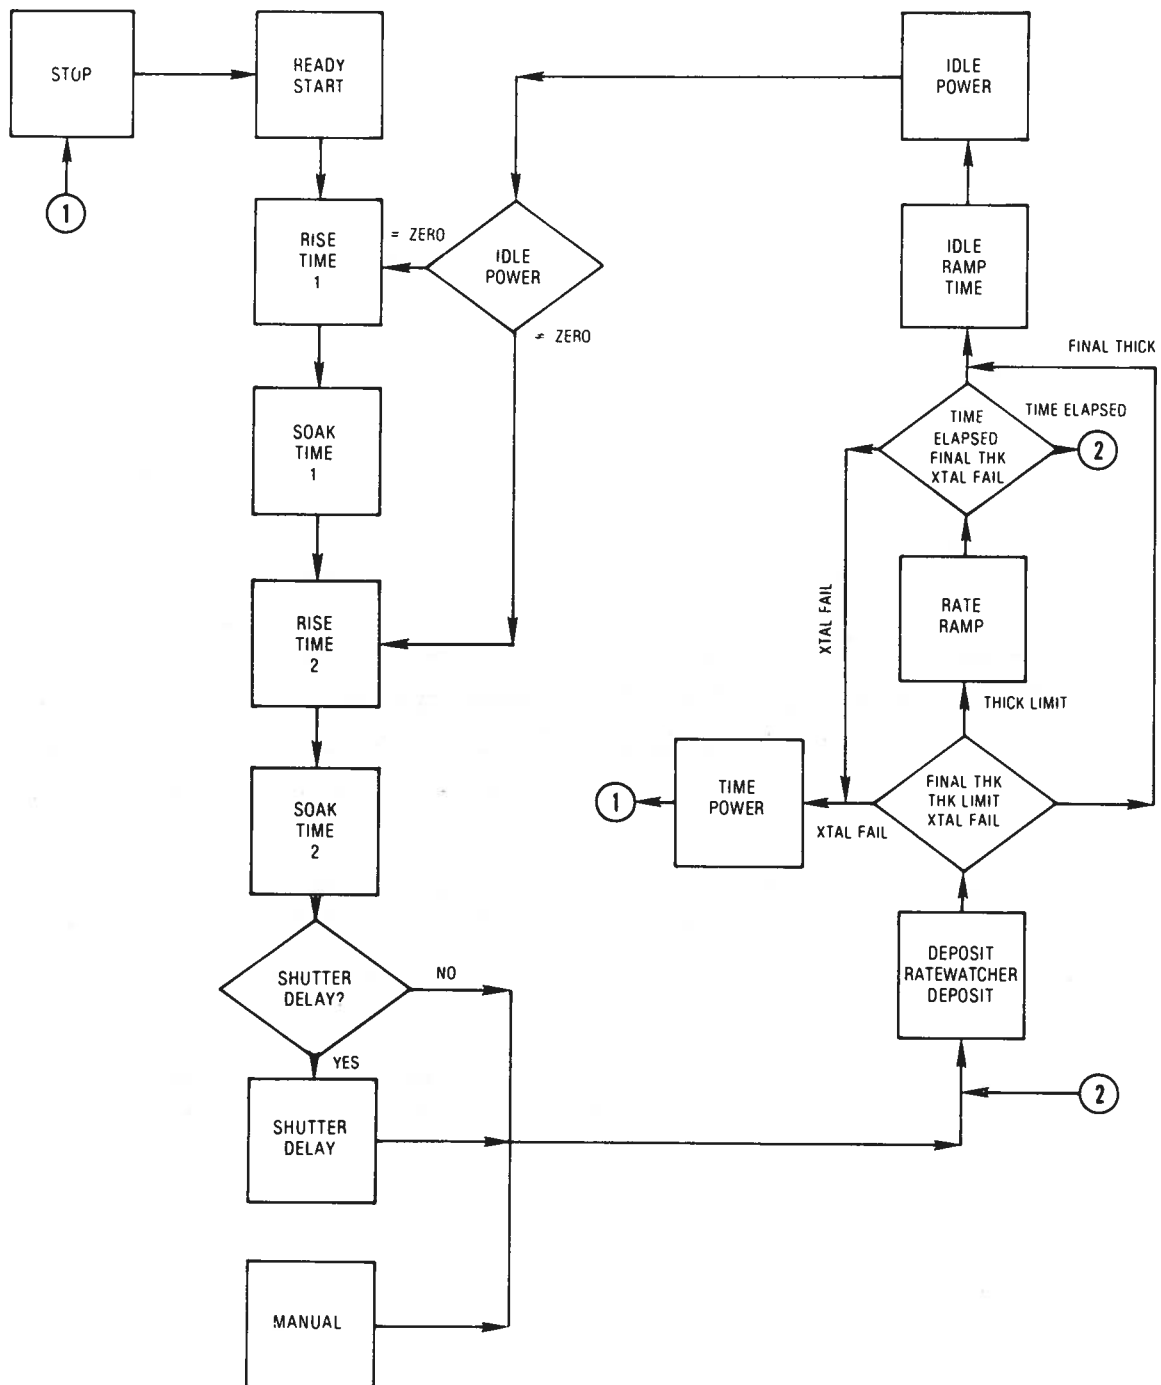 STOP
READY
START
IDLE
POWER
1
RISE
TIME
1
= ZERO
IDLE
POWER
≠ ZERO
IDLE
RAMP
TIME
FINAL THICK
SOAK
TIME
1
TIME
ELAPSED
FINAL THK
XTAL FAIL
TIME ELAPSED
2
XTAL FAIL
RISE
TIME
2
RATE
RAMP
THICK LIMIT
SOAK
TIME
2
1
TIME
POWER
XTAL FAIL
FINAL THK
THK LIMIT
XTAL FAIL
SHUTTER
DELAY?
NO
YES
DEPOSIT
RATEWATCHER
DEPOSIT
2
SHUTTER
DELAY
MANUAL